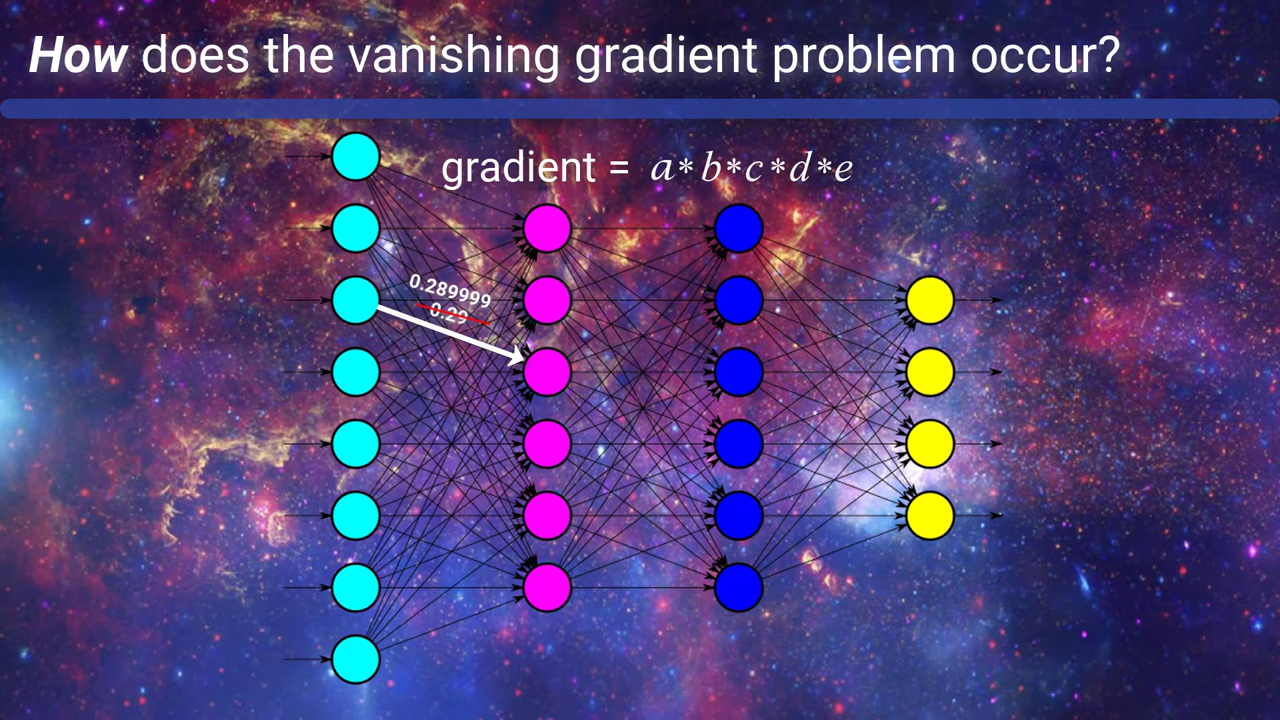 How does the vanishing gradient problem occur?
gradient = a*b*c*d*e
0.289999
0.29